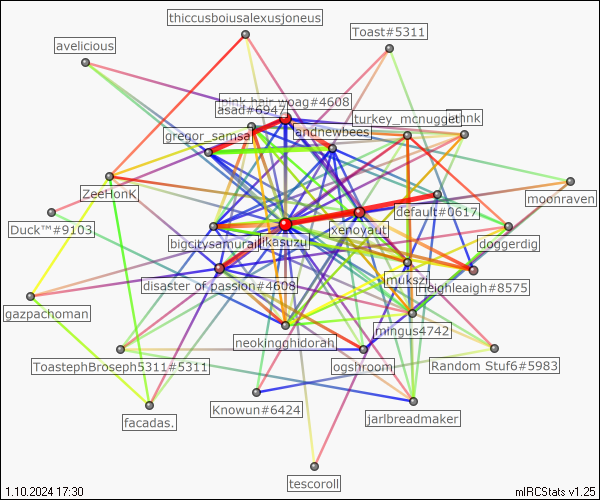 thiccusboiusalexusjoneus
Toast#5311
avelicious
pink hair woag#4608
asad#6947
turkey_mcnugget
gregor_samsa
andnewbees
ZeeHonK
moonraven
Duck™#9103
default#0617
xenoyaut
bigcitysamurai
likasuzu
doggerdig
mukszi
disaster of passion#4608
Heighleaigh#8575
gazpachoman
mingus4742
neokingghidorah
ToastephBroseph5311#5311
ogshroom
Random Stuf6#5983
Knowun#6424
jarlbreadmaker
facadas.
tescoroll
1.10.2024 17:30
mIRCStats v1.25